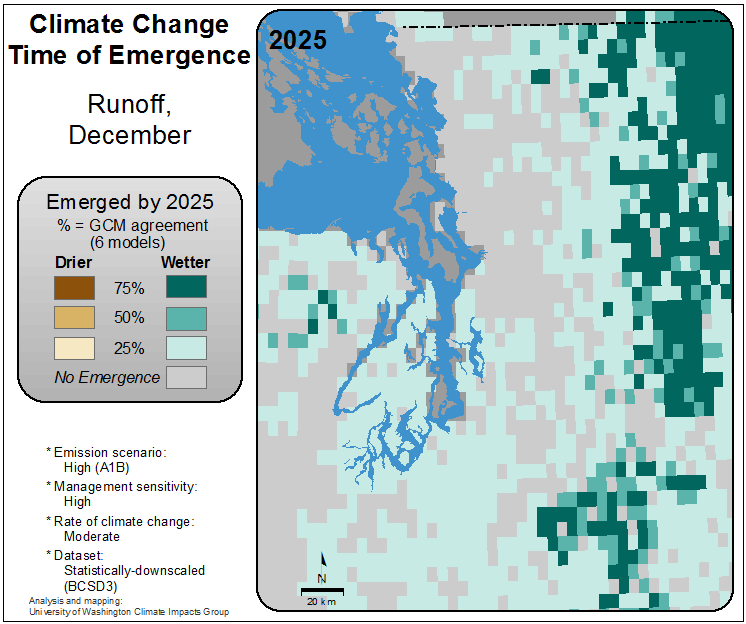 Climate Change
Time of Emergence
Runoff,
December
2025
Emerged by 2025
% = GCM agreement
(6 models)
Drier Wetter
75%
50%
25%
No Emergence
* Emission scenario:
High (A1B)
* Management sensitivity:
High
* Rate of climate change:
Moderate
* Dataset:
Statistically-downscaled
(BCSD3)
Analysis and mapping:
University of Washington Climate Impacts Group
N
20 km